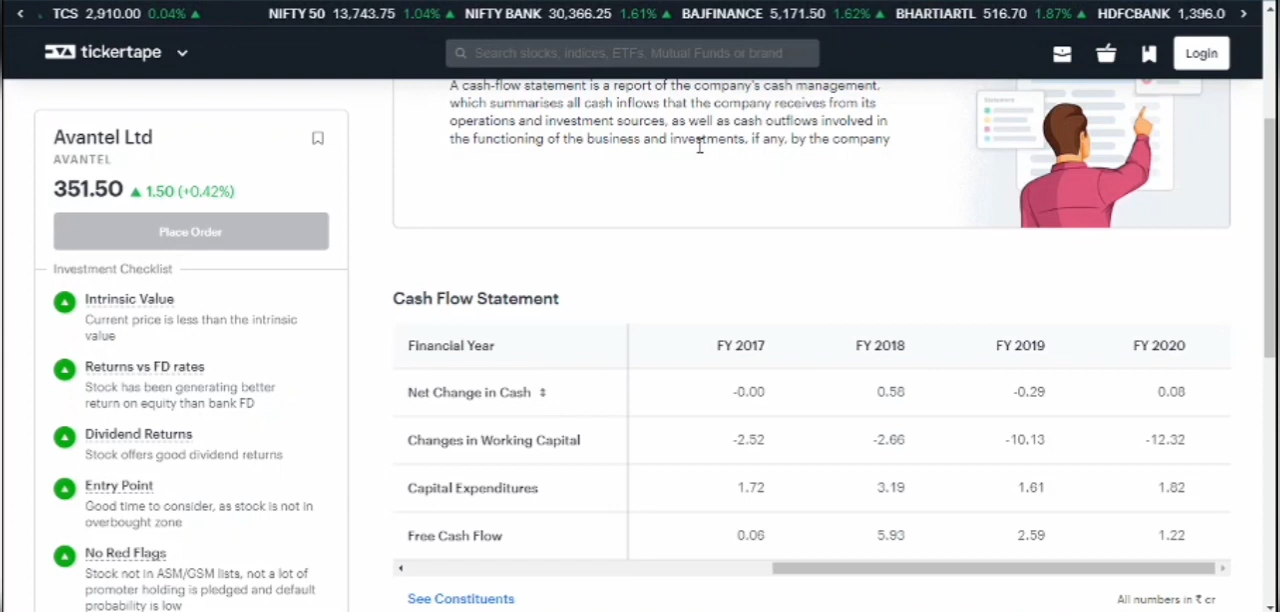 TCS 2,910.00 0.04% ▲ NIFTY 50 13,743.75 1.04% ▲ NIFTY BANK 30,366.25 1.61% ▲ BAJFINANCE 5,171.50 1.62% ▲ BHARTIARTL 516.70 1.87% ▲ HDFCBANK 1,396.0
tickertape
Search stocks, indices, ETFs, Mutual Funds or brand
Login
A cash-flow statement is a report of the company's cash management,
which summarises all cash inflows that the company receives from its
operations and investment sources, as well as cash outflows involved in
the functioning of the business and investments, if any, by the company
Avantel Ltd
AVANTEL
351.50 ▲ 1.50 (+0.42%)
Place Order
Investment Checklist
Intrinsic Value
Current price is less than the intrinsic
value
Returns vs FD rates
Stock has been generating better
return on equity than bank FD
Dividend Returns
Stock offers good dividend returns
Entry Point
Good time to consider, as stock is not in
overbought zone
No Red Flags
Stock not in ASM/GSM lists, not a lot of
promoter holding is pledged and default
probability is low
Cash Flow Statement
Financial Year FY 2017 FY 2018 FY 2019 FY 2020
Net Change in Cash -0.00 0.58 -0.29 0.08
Changes in Working Capital -2.52 -2.66 -10.13 -12.32
Capital Expenditures 1.72 3.19 1.61 1.82
Free Cash Flow 0.06 5.93 2.59 1.22
See Constituents
All numbers in ₹ cr